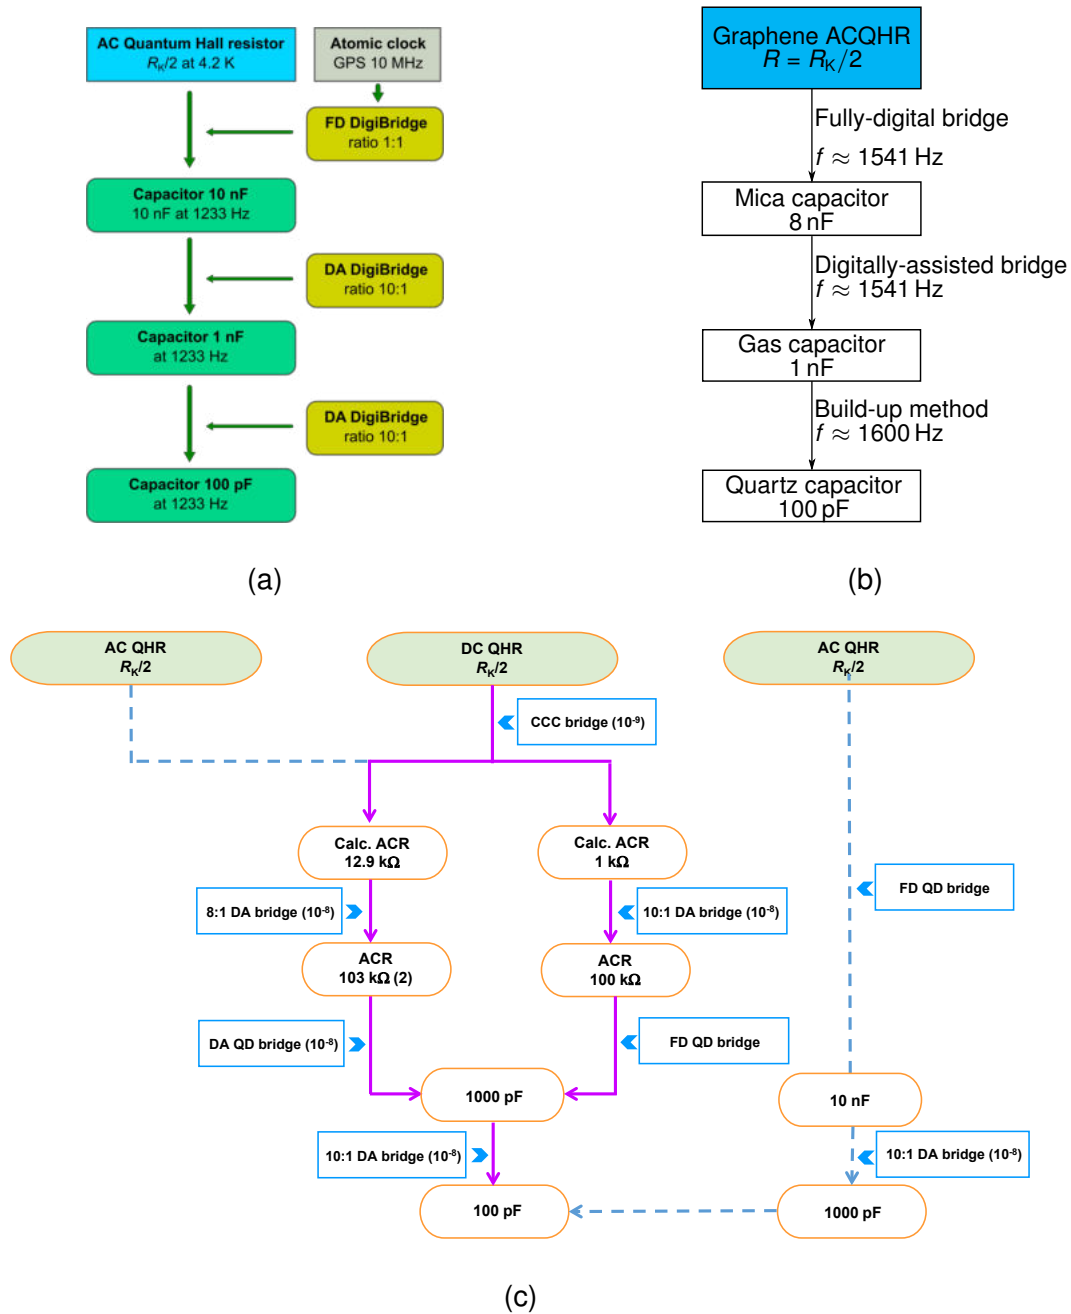 AC Quantum Hall resistor
R_K/2 at 4.2 K
Atomic clock
GPS 10 MHz
FD DigiBridge
ratio 1:1
Capacitor 10 nF
10 nF at 1233 Hz
DA DigiBridge
ratio 10:1
Capacitor 1 nF
at 1233 Hz
DA DigiBridge
ratio 10:1
Capacitor 100 pF
at 1233 Hz
(a)
Graphene ACQHR
R = R_K/2
Fully-digital bridge
f ≈ 1541 Hz
Mica capacitor
8 nF
Digitally-assisted bridge
f ≈ 1541 Hz
Gas capacitor
1 nF
Build-up method
f ≈ 1600 Hz
Quartz capacitor
100 pF
(b)
AC QHR
R_K/2
DC QHR
R_K/2
AC QHR
R_K/2
CCC bridge (10⁻⁹)
Calc. ACR
12.9 kΩ
Calc. ACR
1 kΩ
FD QD bridge
8:1 DA bridge (10⁻⁸)
10:1 DA bridge (10⁻⁸)
ACR
103 kΩ (2)
ACR
100 kΩ
DA QD bridge (10⁻⁸)
FD QD bridge
1000 pF
10 nF
10:1 DA bridge (10⁻⁸)
10:1 DA bridge (10⁻⁸)
100 pF
1000 pF
(c)